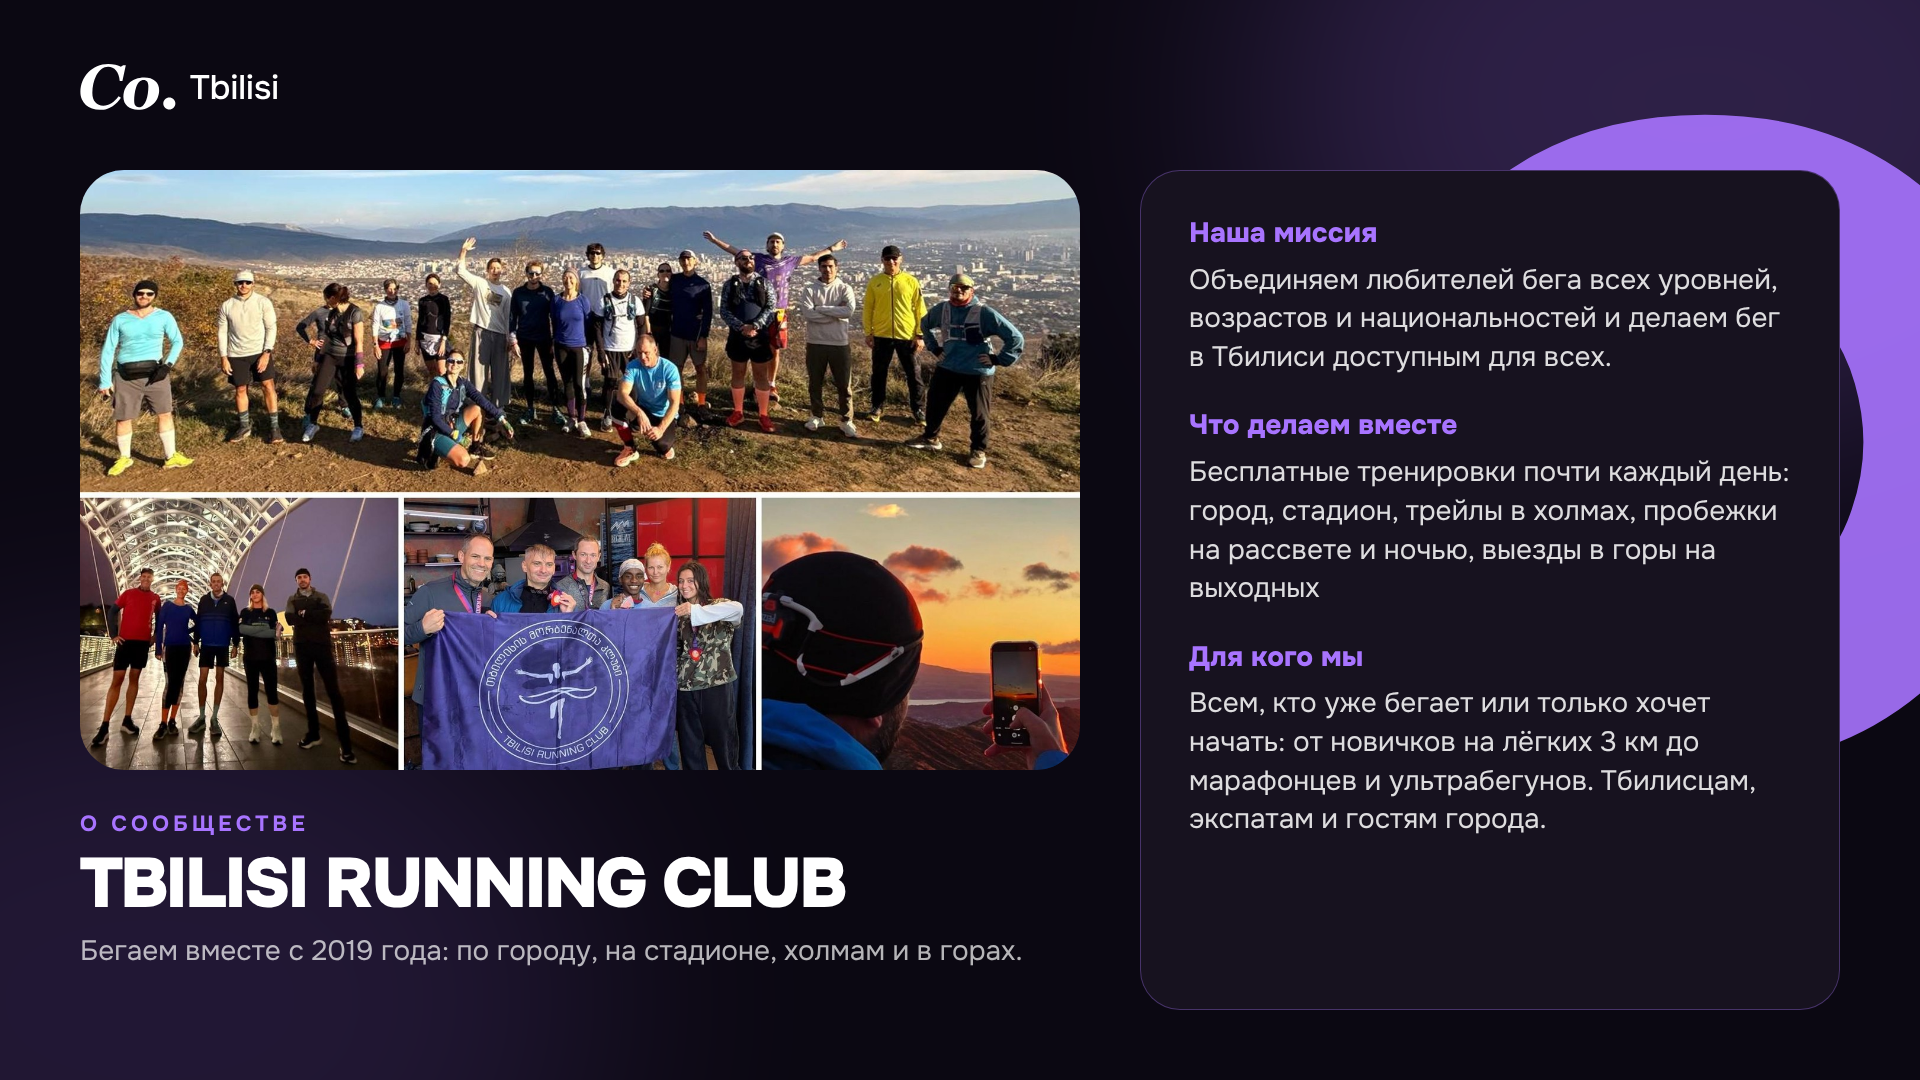 Co. Tbilisi
თბილისის მორბენალთა კლუბი
TBILISI RUNNING CLUB
О СООБЩЕСТВЕ
TBILISI RUNNING CLUB
Бегаем вместе с 2019 года: по городу, на стадионе, холмам и в горах.
Наша миссия
Объединяем любителей бега всех уровней,
возрастов и национальностей и делаем бег
в Тбилиси доступным для всех.
Что делаем вместе
Бесплатные тренировки почти каждый день:
город, стадион, трейлы в холмах, пробежки
на рассвете и ночью, выезды в горы на
выходных
Для кого мы
Всем, кто уже бегает или только хочет
начать: от новичков на лёгких 3 км до
марафонцев и ультрабегунов. Тбилисцам,
экспатам и гостям города.